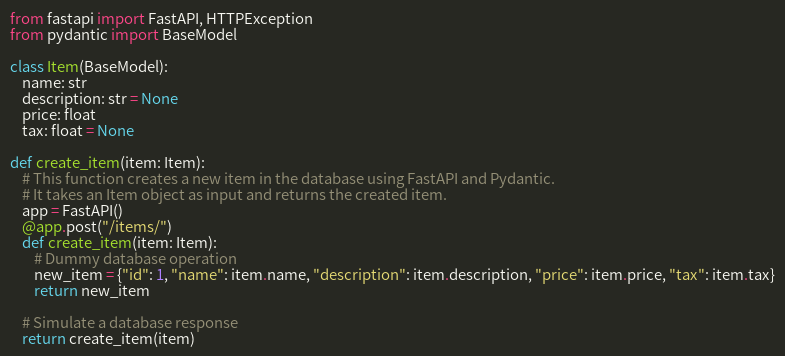 from fastapi import FastAPI, HTTPException
from pydantic import BaseModel

class Item(BaseModel):
    name: str
    description: str = None
    price: float
    tax: float = None

def create_item(item: Item):
    # This function creates a new item in the database using FastAPI and Pydantic.
    # It takes an Item object as input and returns the created item.
    app = FastAPI()
    @app.post("/items/")
    def create_item(item: Item):
        # Dummy database operation
        new_item = {"id": 1, "name": item.name, "description": item.description, "price": item.price, "tax": item.tax}
        return new_item

    # Simulate a database response
    return create_item(item)